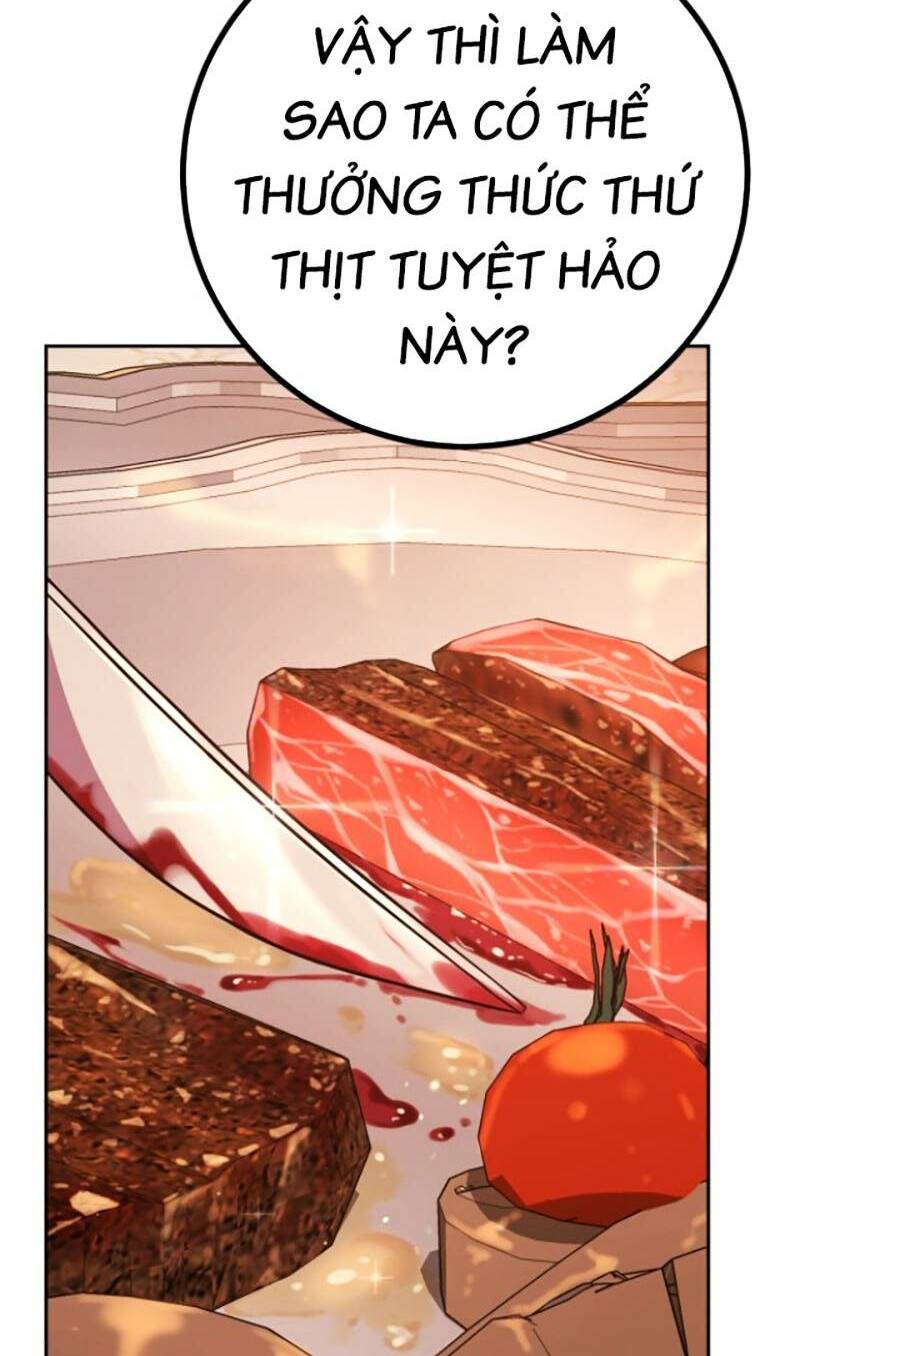 VẬY THÌ LÀM
SAO TA CÓ THỂ
THƯỞNG THỨC THỨ
THỊT TUYỆT HẢO
NÀY?